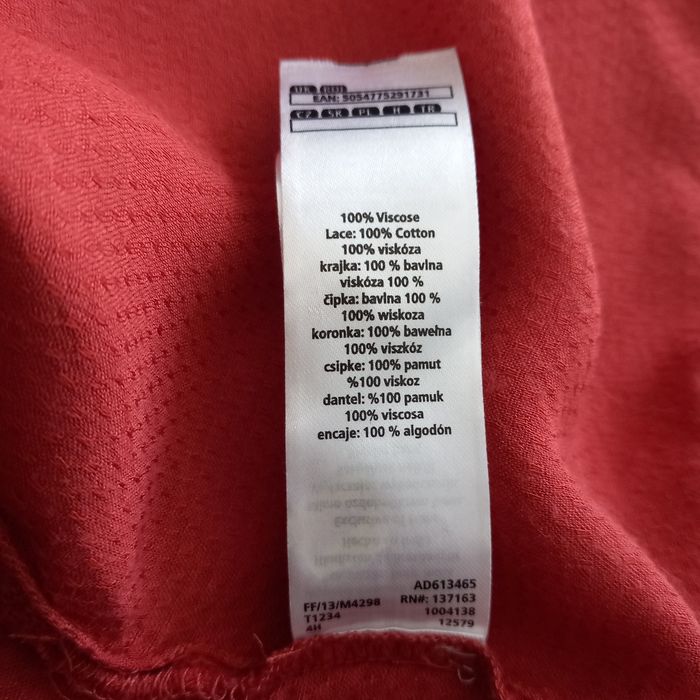 UK ROI
EAN: 5054775291731
CZ SK PL H TR
100% Viscose
Lace: 100% Cotton
100% viskóza
krajka: 100 % bavlna
viskóza 100 %
čipka: bavlna 100 %
100% wiskoza
koronka: 100% bawełna
100% viszkóz
csipke: 100% pamut
%100 viskoz
dantel: %100 pamuk
100% viscosa
encaje: 100 % algodón
AD613465
FF/13/M4298 RN#: 137163
T1234 1004138
4H 12579